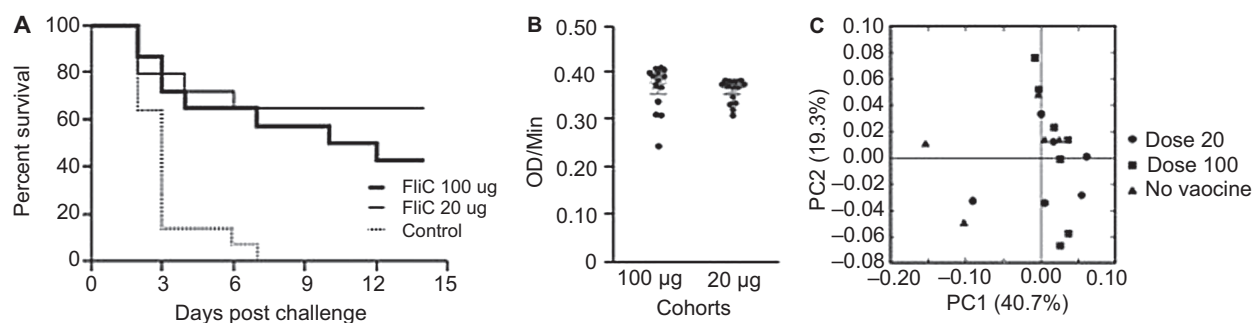 A
Percent survival
100
80
60
40
20
0
0 3 6 9 12 15
Days post challenge
FliC 100 ug
FliC 20 ug
Control
B
OD/Min
0.50
0.40
0.30
0.20
0.10
0
100 µg 20 µg
Cohorts
C
PC2 (19.3%)
0.10
0.08
0.06
0.04
0.02
0.00
−0.02
−0.04
−0.06
−0.08
−0.20 −0.10 0.00 0.10
PC1 (40.7%)
Dose 20
Dose 100
No vaocine